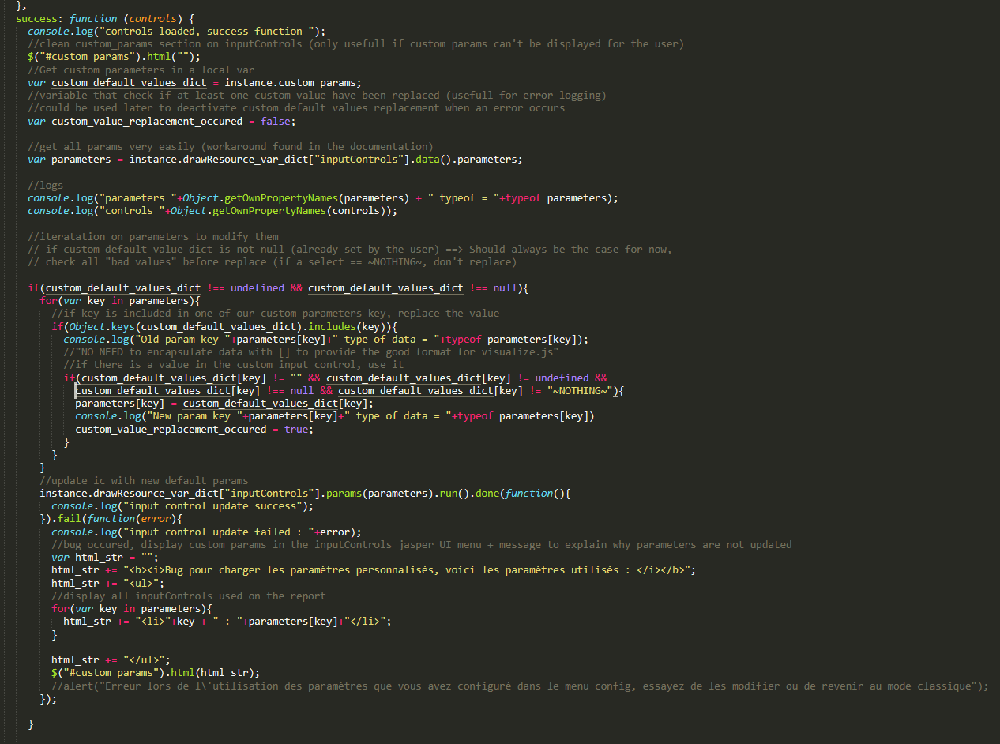 },
success: function (controls) {
console.log("controls loaded, success function ");
//clean custom_params section on inputControls (only usefull if custom params can't be displayed for the user)
$("#custom_params").html("");
//Get custom parameters in a local var
var custom_default_values_dict = instance.custom_params;
//variable that check if at least one custom value have been replaced (usefull for error logging)
//could be used later to deactivate custom default values replacement when an error occurs
var custom_value_replacement_occured = false;
//get all params very easily (workaround found in the documentation)
var parameters = instance.drawResource_var_dict["inputControls"].data().parameters;
//logs
console.log("parameters "+Object.getOwnPropertyNames(parameters) + " typeof = "+typeof parameters);
console.log("controls "+Object.getOwnPropertyNames(controls));
//iteratation on parameters to modify them
// if custom default value dict is not null (already set by the user) ==> Should always be the case for now,
// check all "bad values" before replace (if a select == ~NOTHING~, don't replace)
if(custom_default_values_dict !== undefined && custom_default_values_dict !== null){
for(var key in parameters){
//if key is included in one of our custom parameters key, replace the value
if(Object.keys(custom_default_values_dict).includes(key)){
console.log("Old param key "+parameters[key]+" type of data = "+typeof parameters[key]);
//"NO NEED to encapsulate data with [] to provide the good format for visualize.js"
//if there is a value in the custom input control, use it
if(custom_default_values_dict[key] != "" && custom_default_values_dict[key] != undefined &&
custom_default_values_dict[key] !== null && custom_default_values_dict[key] != "~NOTHING~"){
parameters[key] = custom_default_values_dict[key];
console.log("New param key "+parameters[key]+" type of data = "+typeof parameters[key])
custom_value_replacement_occured = true;
}
}
}
//update ic with new default params
instance.drawResource_var_dict["inputControls"].params(parameters).run().done(function(){
console.log("input control update success");
}).fail(function(error){
console.log("input control update failed : "+error);
//bug occured, display custom params in the inputControls jasper UI menu + message to explain why parameters are not updated
var html_str = "";
html_str += "<b><i>Bug pour charger les paramètres personnalisés, voici les paramètres utilisés : </i></b>";
html_str += "<ul>";
//display all inputControls used on the report
for(var key in parameters){
html_str += "<li>"+key + " : "+parameters[key]+"</li>";
}
html_str += "</ul>";
$("#custom_params").html(html_str);
//alert("Erreur lors de l\'utilisation des paramètres que vous avez configuré dans le menu config, essayez de les modifier ou de revenir au mode classique");
});
}